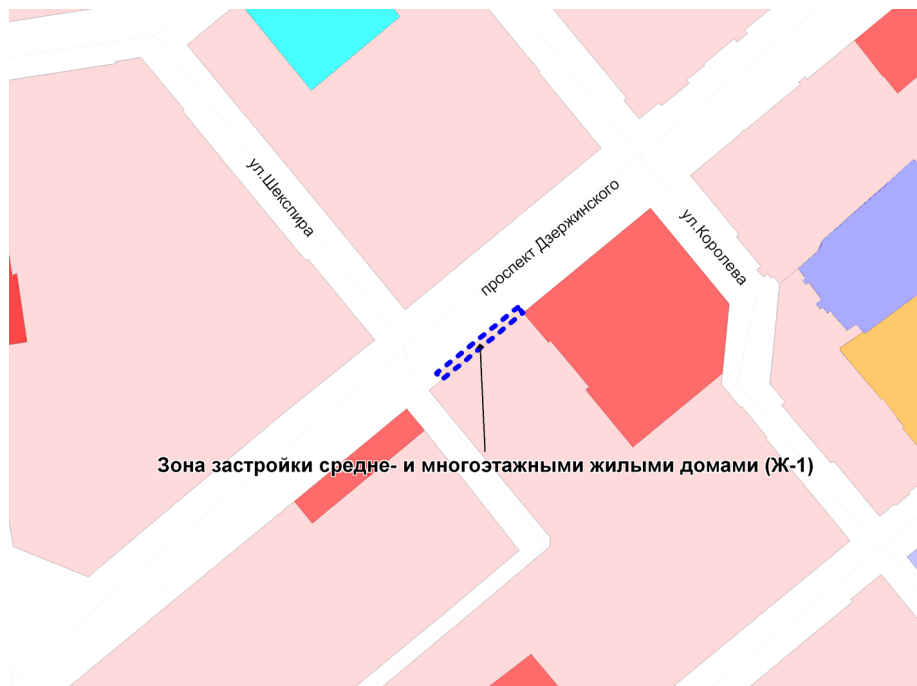 ул.Шекспира
проспект Дзержинского
ул.Королева
Зона застройки средне- и многоэтажными жилыми домами (Ж-1)